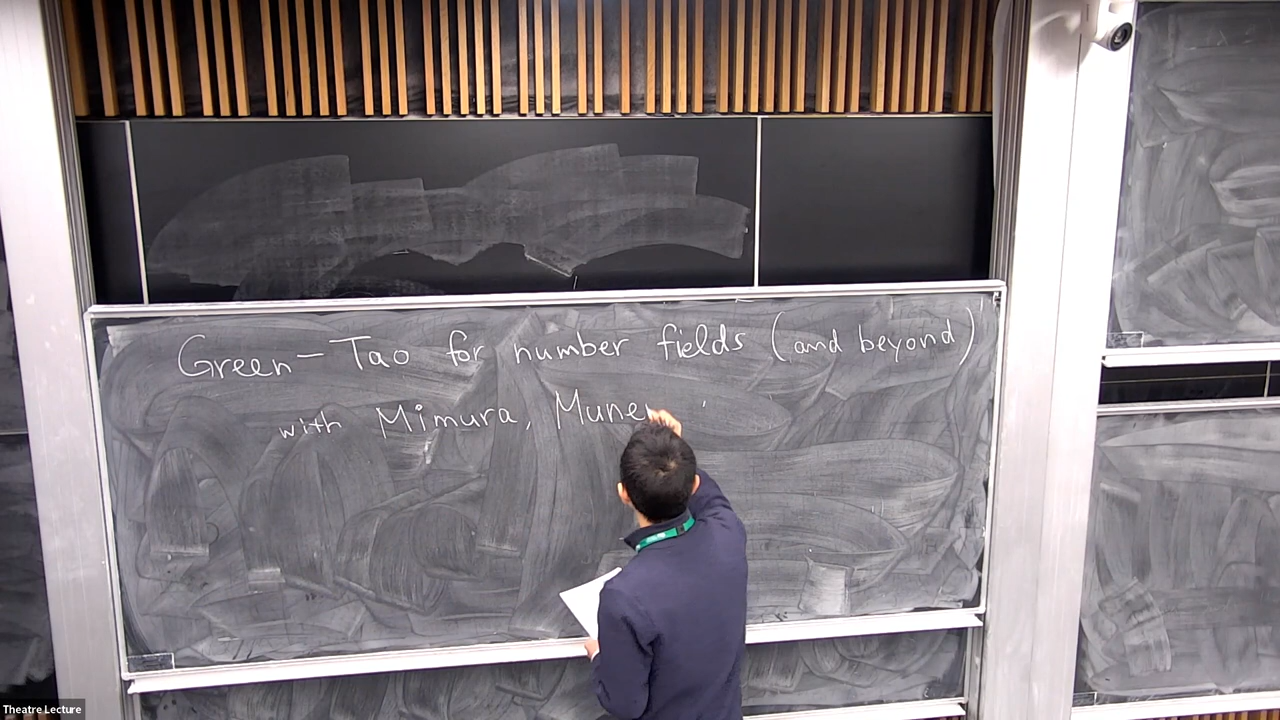 Green-Tao for number fields (and beyond)
with Mimura, Mune
Theatre Lecture